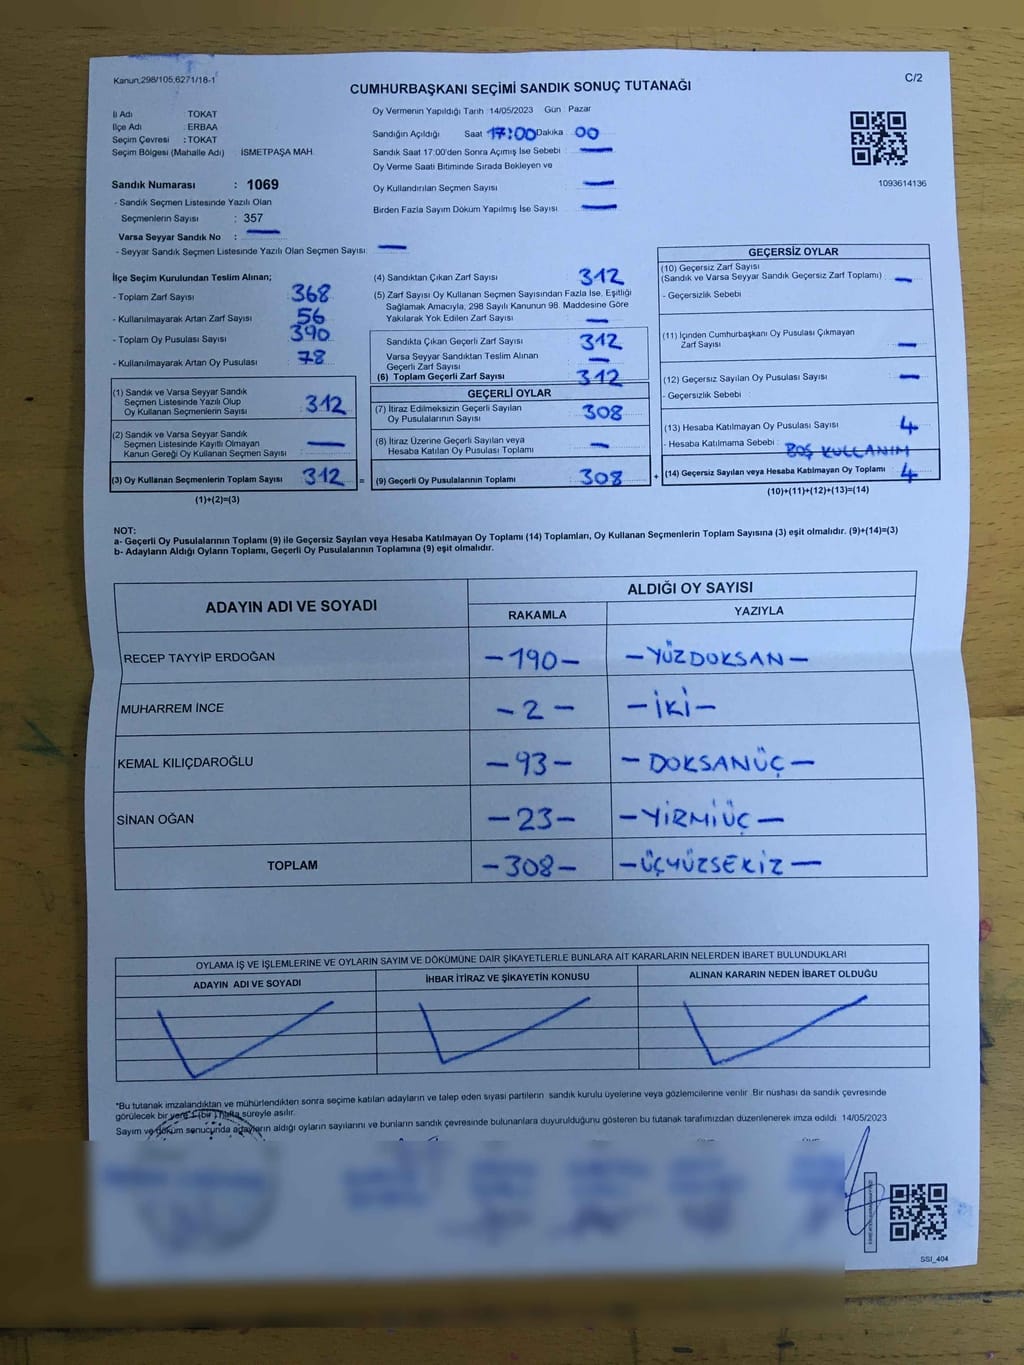 Kanun,298/105,6271/18-1
C/2
CUMHURBAŞKANI SEÇİMİ SANDIK SONUÇ TUTANAĞI
İl Adı : TOKAT
İlçe Adı : ERBAA
Seçim Çevresi : TOKAT
Seçim Bölgesi (Mahalle Adı) İSMETPAŞA MAH.
Sandık Numarası : 1069
- Sandık Seçmen Listesinde Yazılı Olan
Seçmenlerin Sayısı : 357
Varsa Seyyar Sandık No : —
- Seyyar Sandık Seçmen Listesinde Yazılı Olan Seçmen Sayısı: —
Oy Vermenin Yapıldığı Tarih 14/05/2023 Gün Pazar
Sandığın Açıldığı Saat 17:00 Dakika 00
Sandık Saat 17:00'den Sonra Açımış İse Sebebi : —
Oy Verme Saati Bitiminde Sırada Bekleyen ve
Oy Kullandırılan Seçmen Sayısı —
Birden Fazla Sayım Döküm Yapılmış İse Sayısı —
1093614136
İlçe Seçim Kurulundan Teslim Alınan;
- Toplam Zarf Sayısı 368
- Kullanılmayarak Artan Zarf Sayısı 56
- Toplam Oy Pusulası Sayısı 390
- Kullanılmayarak Artan Oy Pusulası 78
(1) Sandık ve Varsa Seyyar Sandık
Seçmen Listesinde Yazılı Olup
Oy Kullanan Seçmenlerin Sayısı 312
(2) Sandık ve Varsa Seyyar Sandık
Seçmen Listesinde Kayıtlı Olmayan
Kanun Gereği Oy Kullanan Seçmen Sayısı —
(3) Oy Kullanan Seçmenlerin Toplam Sayısı 312 =
(1)+(2)=(3)
(4) Sandıktan Çıkan Zarf Sayısı 312
(5) Zarf Sayısı Oy Kullanan Seçmen Sayısından Fazla İse, Eşitliği
Sağlamak Amacıyla, 298 Sayılı Kanunun 98. Maddesine Göre
Yakılarak Yok Edilen Zarf Sayısı —
Sandıkta Çıkan Geçerli Zarf Sayısı 312
Varsa Seyyar Sandıktan Teslim Alınan
Geçerli Zarf Sayısı —
(6) Toplam Geçerli Zarf Sayısı 312
GEÇERLİ OYLAR
(7) İtiraz Edilmeksizin Geçerli Sayılan
Oy Pusulalarının Sayısı 308
(8) İtiraz Üzerine Geçerli Sayılan veya
Hesaba Katılan Oy Pusulası Toplamı —
(9) Geçerli Oy Pusulalarının Toplamı 308 +
GEÇERSİZ OYLAR
(10) Geçersiz Zarf Sayısı
(Sandık ve Varsa Seyyar Sandık Geçersiz Zarf Toplamı) —
- Geçersizlik Sebebi
(11) İçinden Cumhurbaşkanı Oy Pusulası Çıkmayan
Zarf Sayısı —
(12) Geçersiz Sayılan Oy Pusulası Sayısı —
- Geçersizlik Sebebi
(13) Hesaba Katılmayan Oy Pusulası Sayısı 4
- Hesaba Katılmama Sebebi : BOŞ KULLANIM
(14) Geçersiz Sayılan veya Hesaba Katılmayan Oy Toplamı 4
(10)+(11)+(12)+(13)=(14)
NOT:
a- Geçerli Oy Pusulalarının Toplamı (9) ile Geçersiz Sayılan veya Hesaba Katılmayan Oy Toplamı (14) Toplamları, Oy Kullanan Seçmenlerin Toplam Sayısına (3) eşit olmalıdır. (9)+(14)=(3)
b- Adayların Aldığı Oyların Toplamı, Geçerli Oy Pusulalarının Toplamına (9) eşit olmalıdır.
ADAYIN ADI VE SOYADI
ALDIĞI OY SAYISI
RAKAMLA YAZIYLA
RECEP TAYYİP ERDOĞAN -190- -YÜZDOKSAN-
MUHARREM İNCE -2- -İKİ-
KEMAL KILIÇDAROĞLU -93- -DOKSANÜÇ-
SİNAN OĞAN -23- -YİRMİÜÇ-
TOPLAM -308- -ÜÇYÜZSEKİZ-
OYLAMA İŞ VE İŞLEMLERİNE VE OYLARIN SAYIM VE DÖKÜMÜNE DAİR ŞİKAYETLERLE BUNLARA AİT KARARLARIN NELERDEN İBARET BULUNDUKLARI
ADAYIN ADI VE SOYADI İHBAR İTİRAZ VE ŞİKAYETİN KONUSU ALINAN KARARIN NEDEN İBARET OLDUĞU
*Bu tutanak imzalandıktan ve mühürlendikten sonra seçime katılan adayların ve talep eden siyasi partilerin sandık kurulu üyelerine veya gözlemcilerine verilir. Bir nüshası da sandık çevresinde
görülecek bir yere 1 (bir) hafta süreyle asılır.
Sayım ve döküm sonucunda adayların aldığı oyların sayılarını ve bunların sandık çevresinde bulunanlara duyurulduğunu gösteren bu tutanak tarafımızdan düzenlenerek imza edildi. 14/05/2023
SSI_404